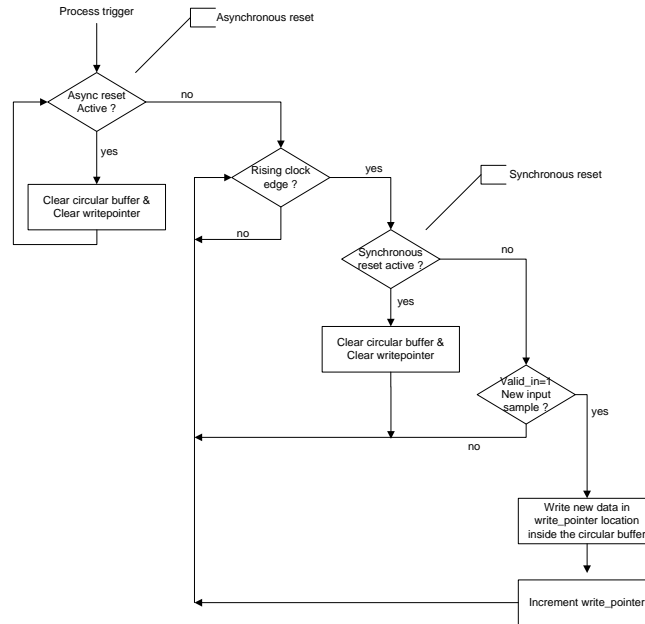 Process trigger
Asynchronous reset
Async reset
Active ?
no
yes
Rising clock
edge ?
yes
Synchronous reset
Clear circular buffer &
Clear writepointer
no
Synchronous
reset active ?
no
yes
Clear circular buffer &
Clear writepointer
Valid_in=1
New input
sample ?
yes
no
Write new data in
write_pointer location
inside the circular buffer
Increment write_pointer